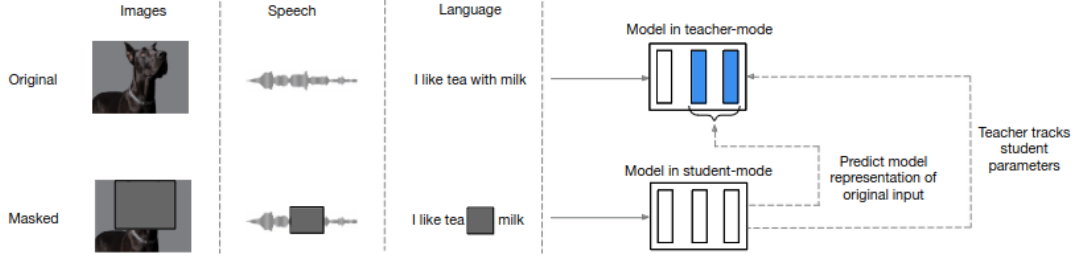 Images
Speech
Language
Model in teacher-mode
Original
I like tea with milk
Teacher tracks
student
parameters
Predict model
representation of
original input
Model in student-mode
Masked
I like tea milk